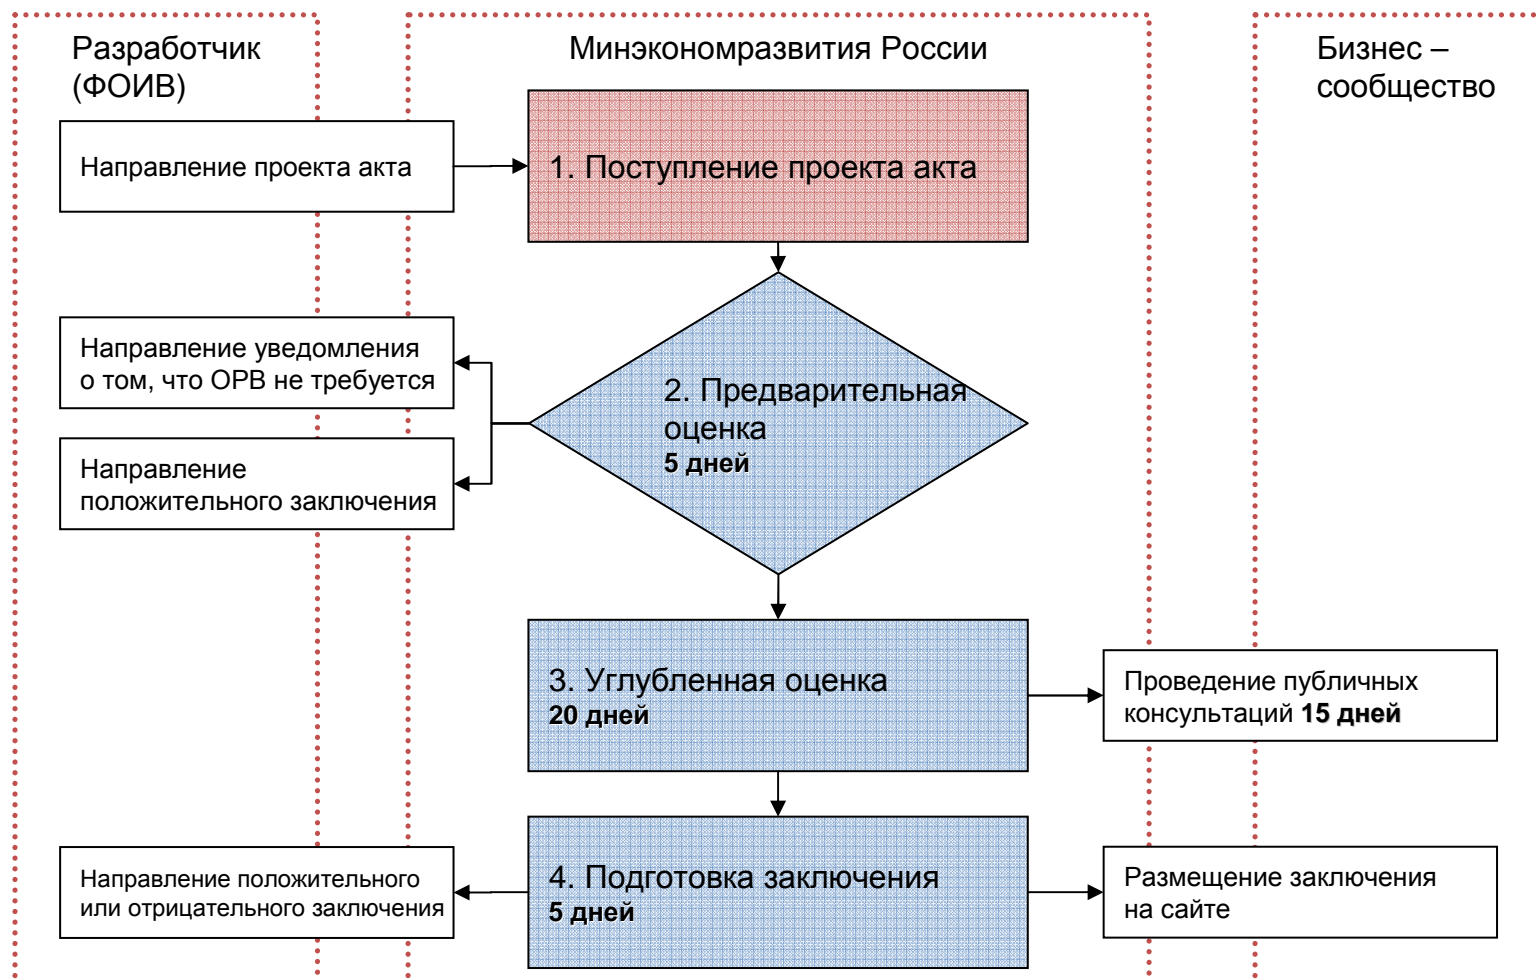 Разработчик
(ФОИВ)
Минэкономразвития России
Бизнес –
сообщество
Направление проекта акта
1. Поступление проекта акта
Направление уведомления
о том, что ОРВ не требуется
2. Предварительная
оценка
5 дней
Направление
положительного заключения
3. Углубленная оценка
20 дней
Проведение публичных
консультаций 15 дней
Направление положительного
или отрицательного заключения
4. Подготовка заключения
5 дней
Размещение заключения
на сайте